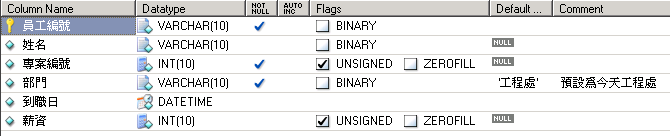 Column Name Datatype NOT NULL AUTO INC Flags Default ... Comment
員工編號 VARCHAR(10) BINARY
姓名 VARCHAR(10) BINARY NULL
專案編號 INT(10) UNSIGNED ZEROFILL NULL
部門 VARCHAR(10) BINARY '工程處' 預設為今天工程處
到職日 DATETIME
薪資 INT(10) UNSIGNED ZEROFILL NULL